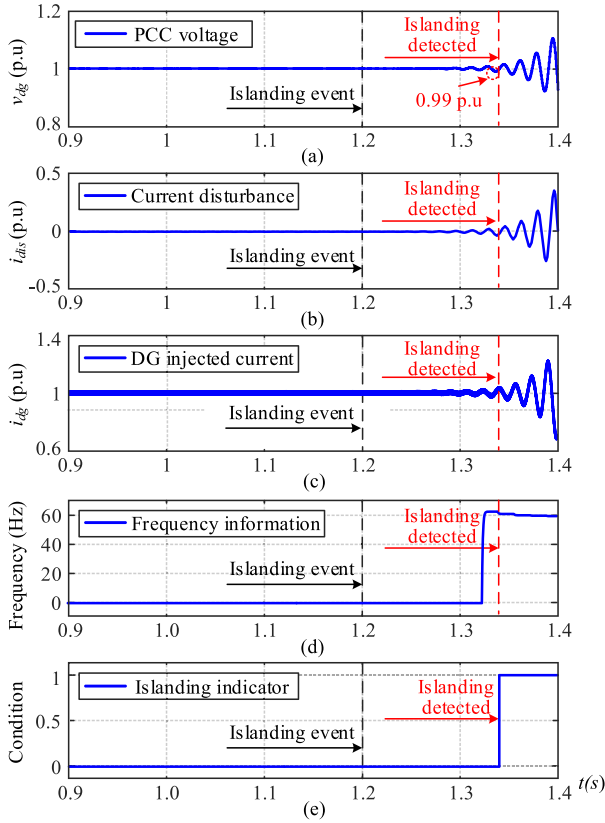 1.2
PCC voltage
Islanding
detected
v_dg (p.u)
1
Islanding event
0.99 p.u
0.8
0.9 1.0 1.1 1.2 1.3 1.4
(a)
0.5
Current disturbance
Islanding
detected
i_dis (p.u)
0
Islanding event
-0.5
0.9 1.0 1.1 1.2 1.3 1.4
(b)
1.4
DG injected current
Islanding
detected
i_dg (p.u)
1
Islanding event
0.6
0.9 1.0 1.1 1.2 1.3 1.4
(c)
Frequency (Hz)
60
Frequency information
Islanding
detected
40
20
Islanding event
0
0.9 1.0 1.1 1.2 1.3 1.4
(d)
Condition
1
Islanding indicator
Islanding
detected
0.5
Islanding event
0
0.9 1.0 1.1 1.2 1.3 1.4
t(s)
(e)